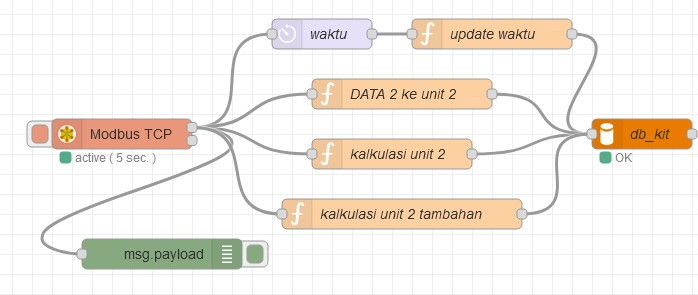 waktu
update waktu
DATA 2 ke unit 2
Modbus TCP
db_kit
active ( 5 sec. )
kalkulasi unit 2
OK
kalkulasi unit 2 tambahan
msg.payload